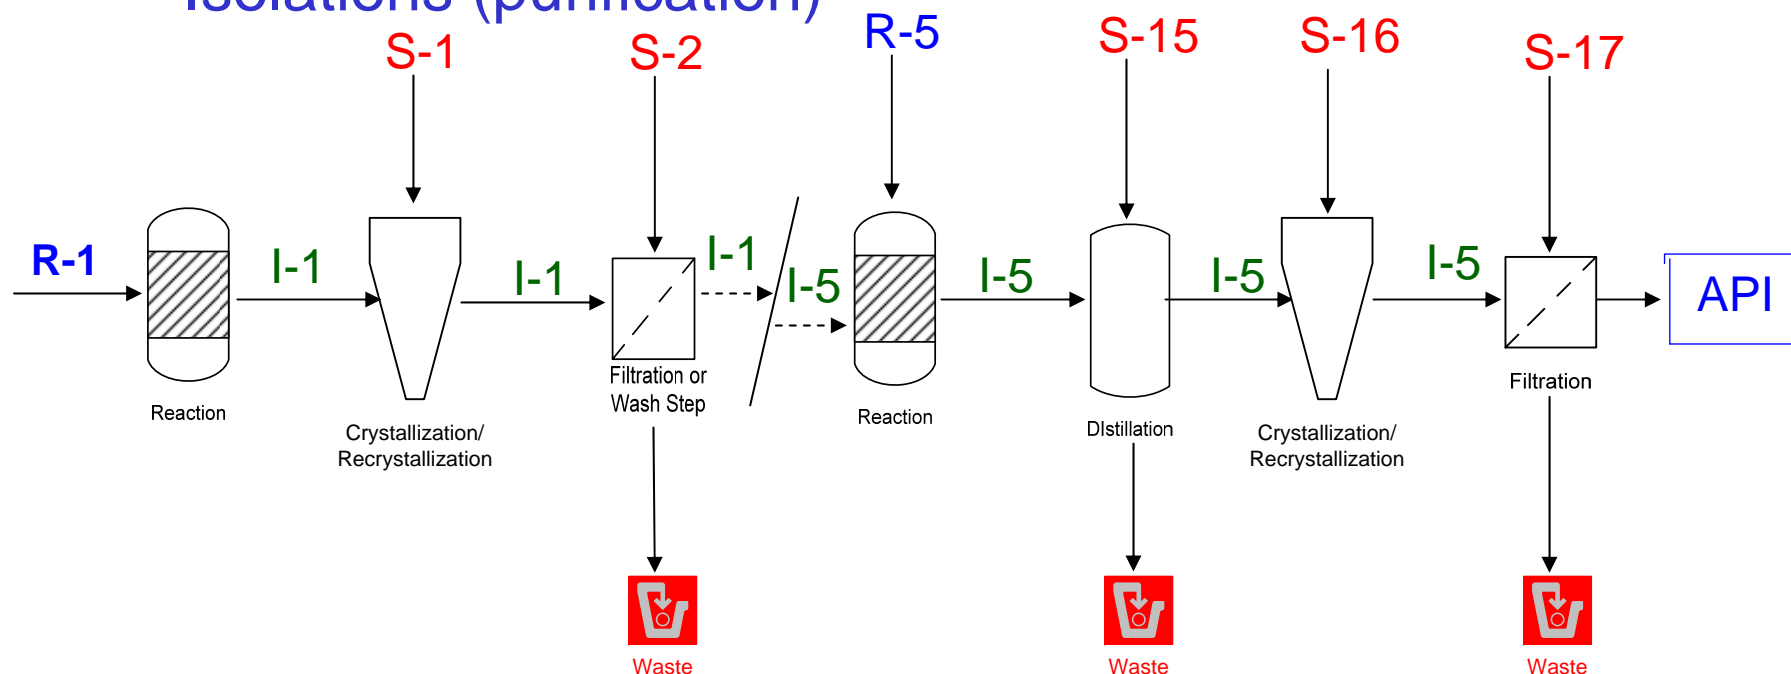 Isolations (purification)
S-1
S-2
R-5
S-15
S-16
S-17
R-1
I-1
I-1
I-1
I-5
I-5
I-5
I-5
API
Reaction
Crystallization/
Recrystallization
Filtration or
Wash Step
Reaction
DIstillation
Crystallization/
Recrystallization
Filtration
Waste
Waste
Waste